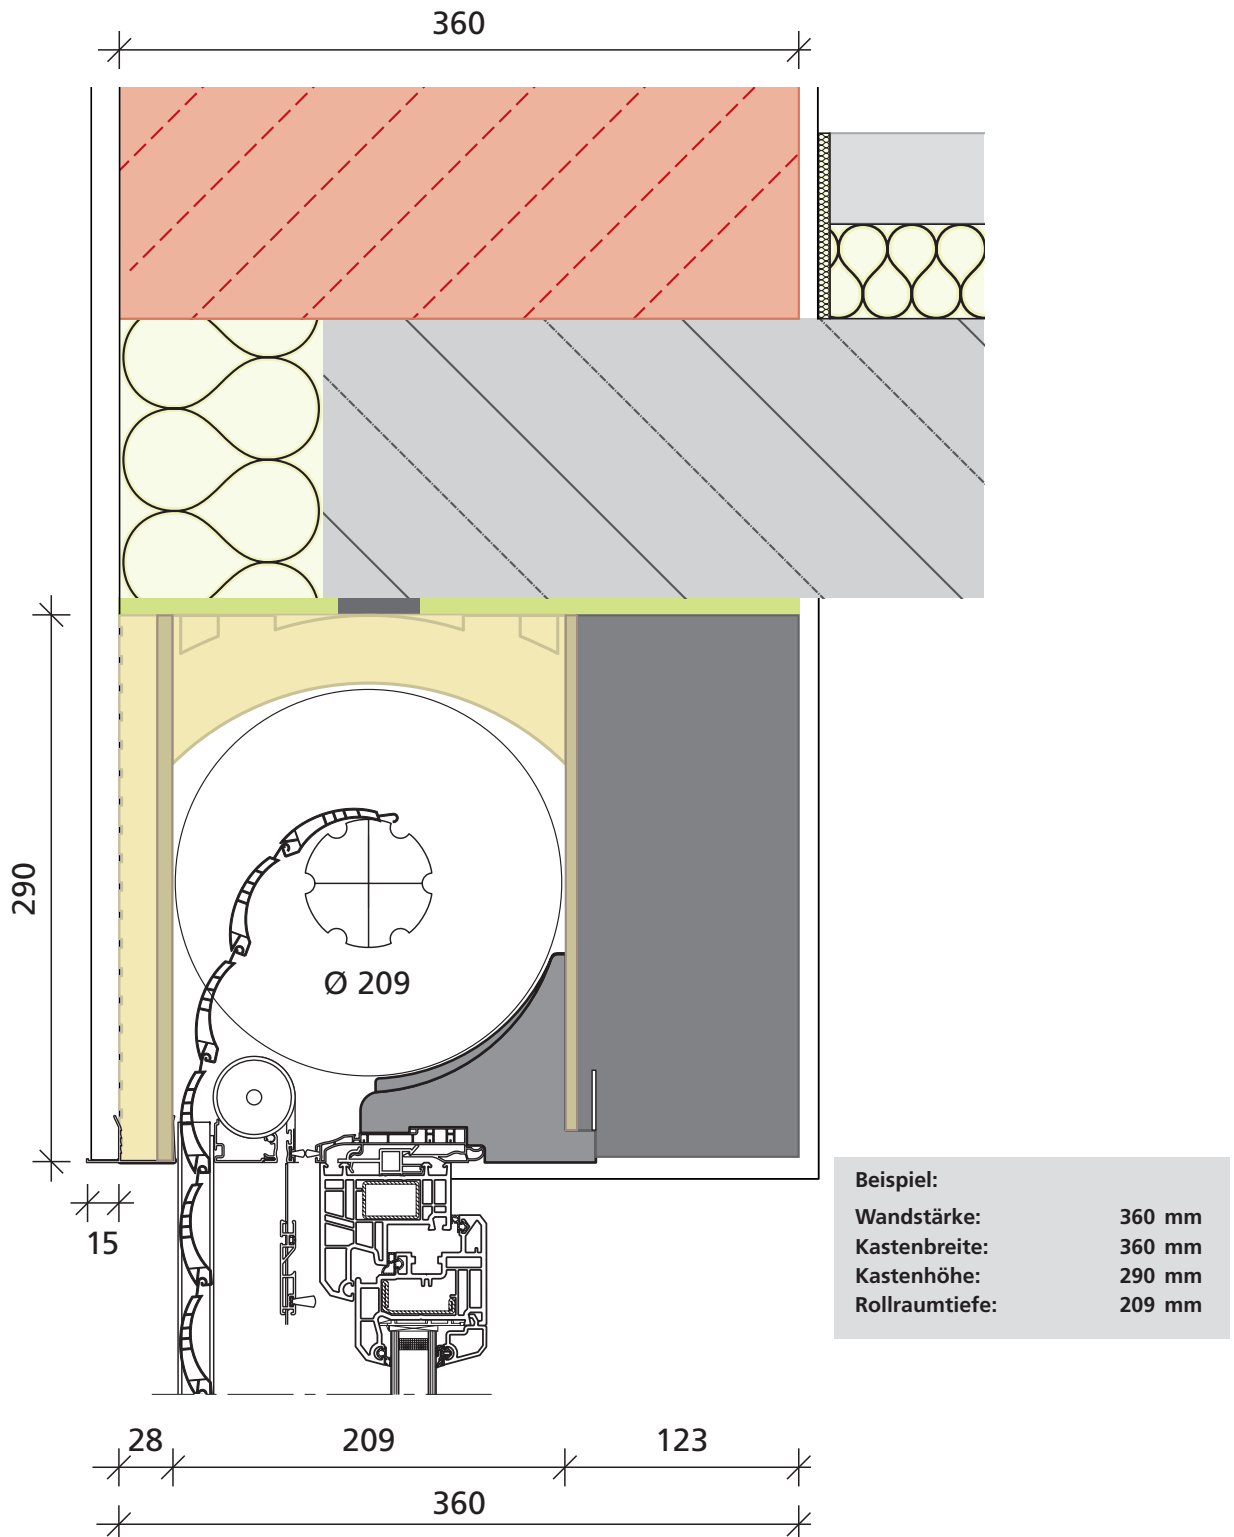 360
290
Ø 209
15
Beispiel:
Wandstärke: 360 mm
Kastenbreite: 360 mm
Kastenhöhe: 290 mm
Rollraumtiefe: 209 mm
28 209 123
360